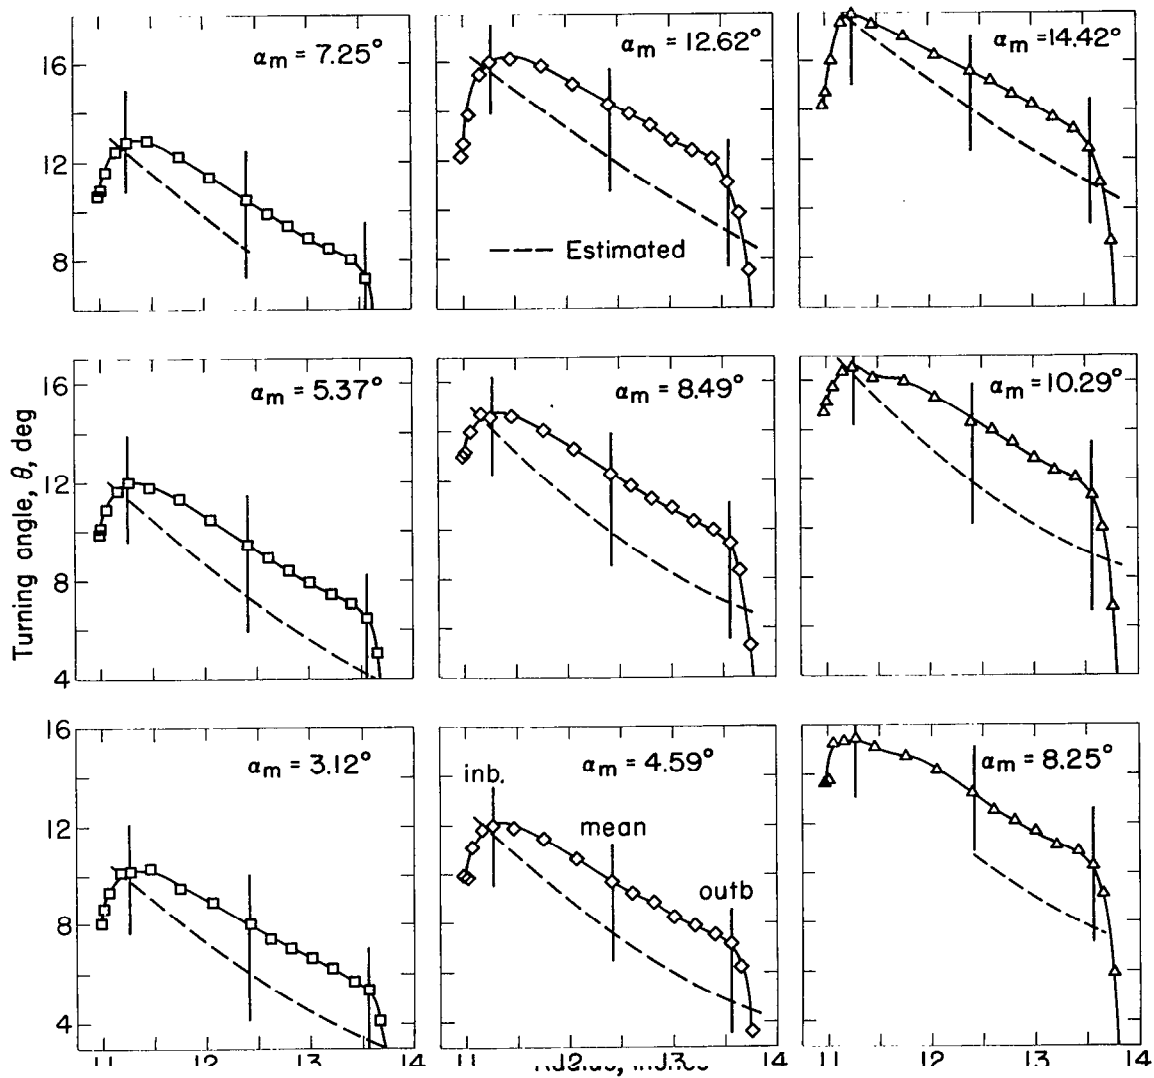 16
12
8
αm = 7.25°
αm = 12.62°
Estimated
αm = 14.42°
Turning angle, θ, deg
16
12
8
4
αm = 5.37°
αm = 8.49°
αm = 10.29°
16
12
8
4
αm = 3.12°
inb.
αm = 4.59°
mean
outb
αm = 8.25°
11 12 13 14 11 12 13 14 11 12 13 14